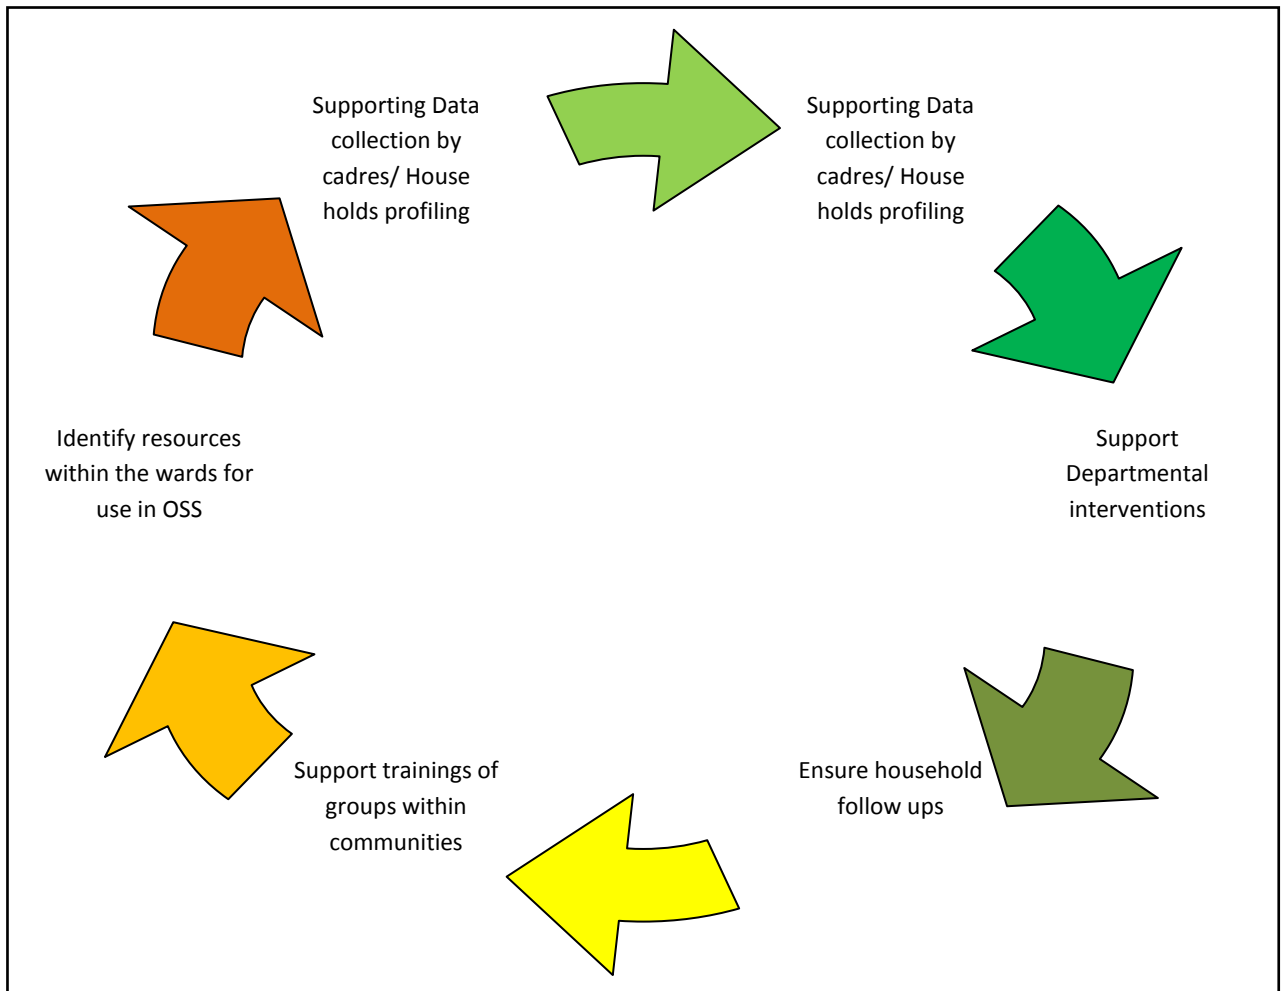 Supporting Data
collection by
cadres/ House
holds profiling
Supporting Data
collection by
cadres/ House
holds profiling
Support
Departmental
interventions
Ensure household
follow ups
Support trainings of
groups within
communities
Identify resources
within the wards for
use in OSS